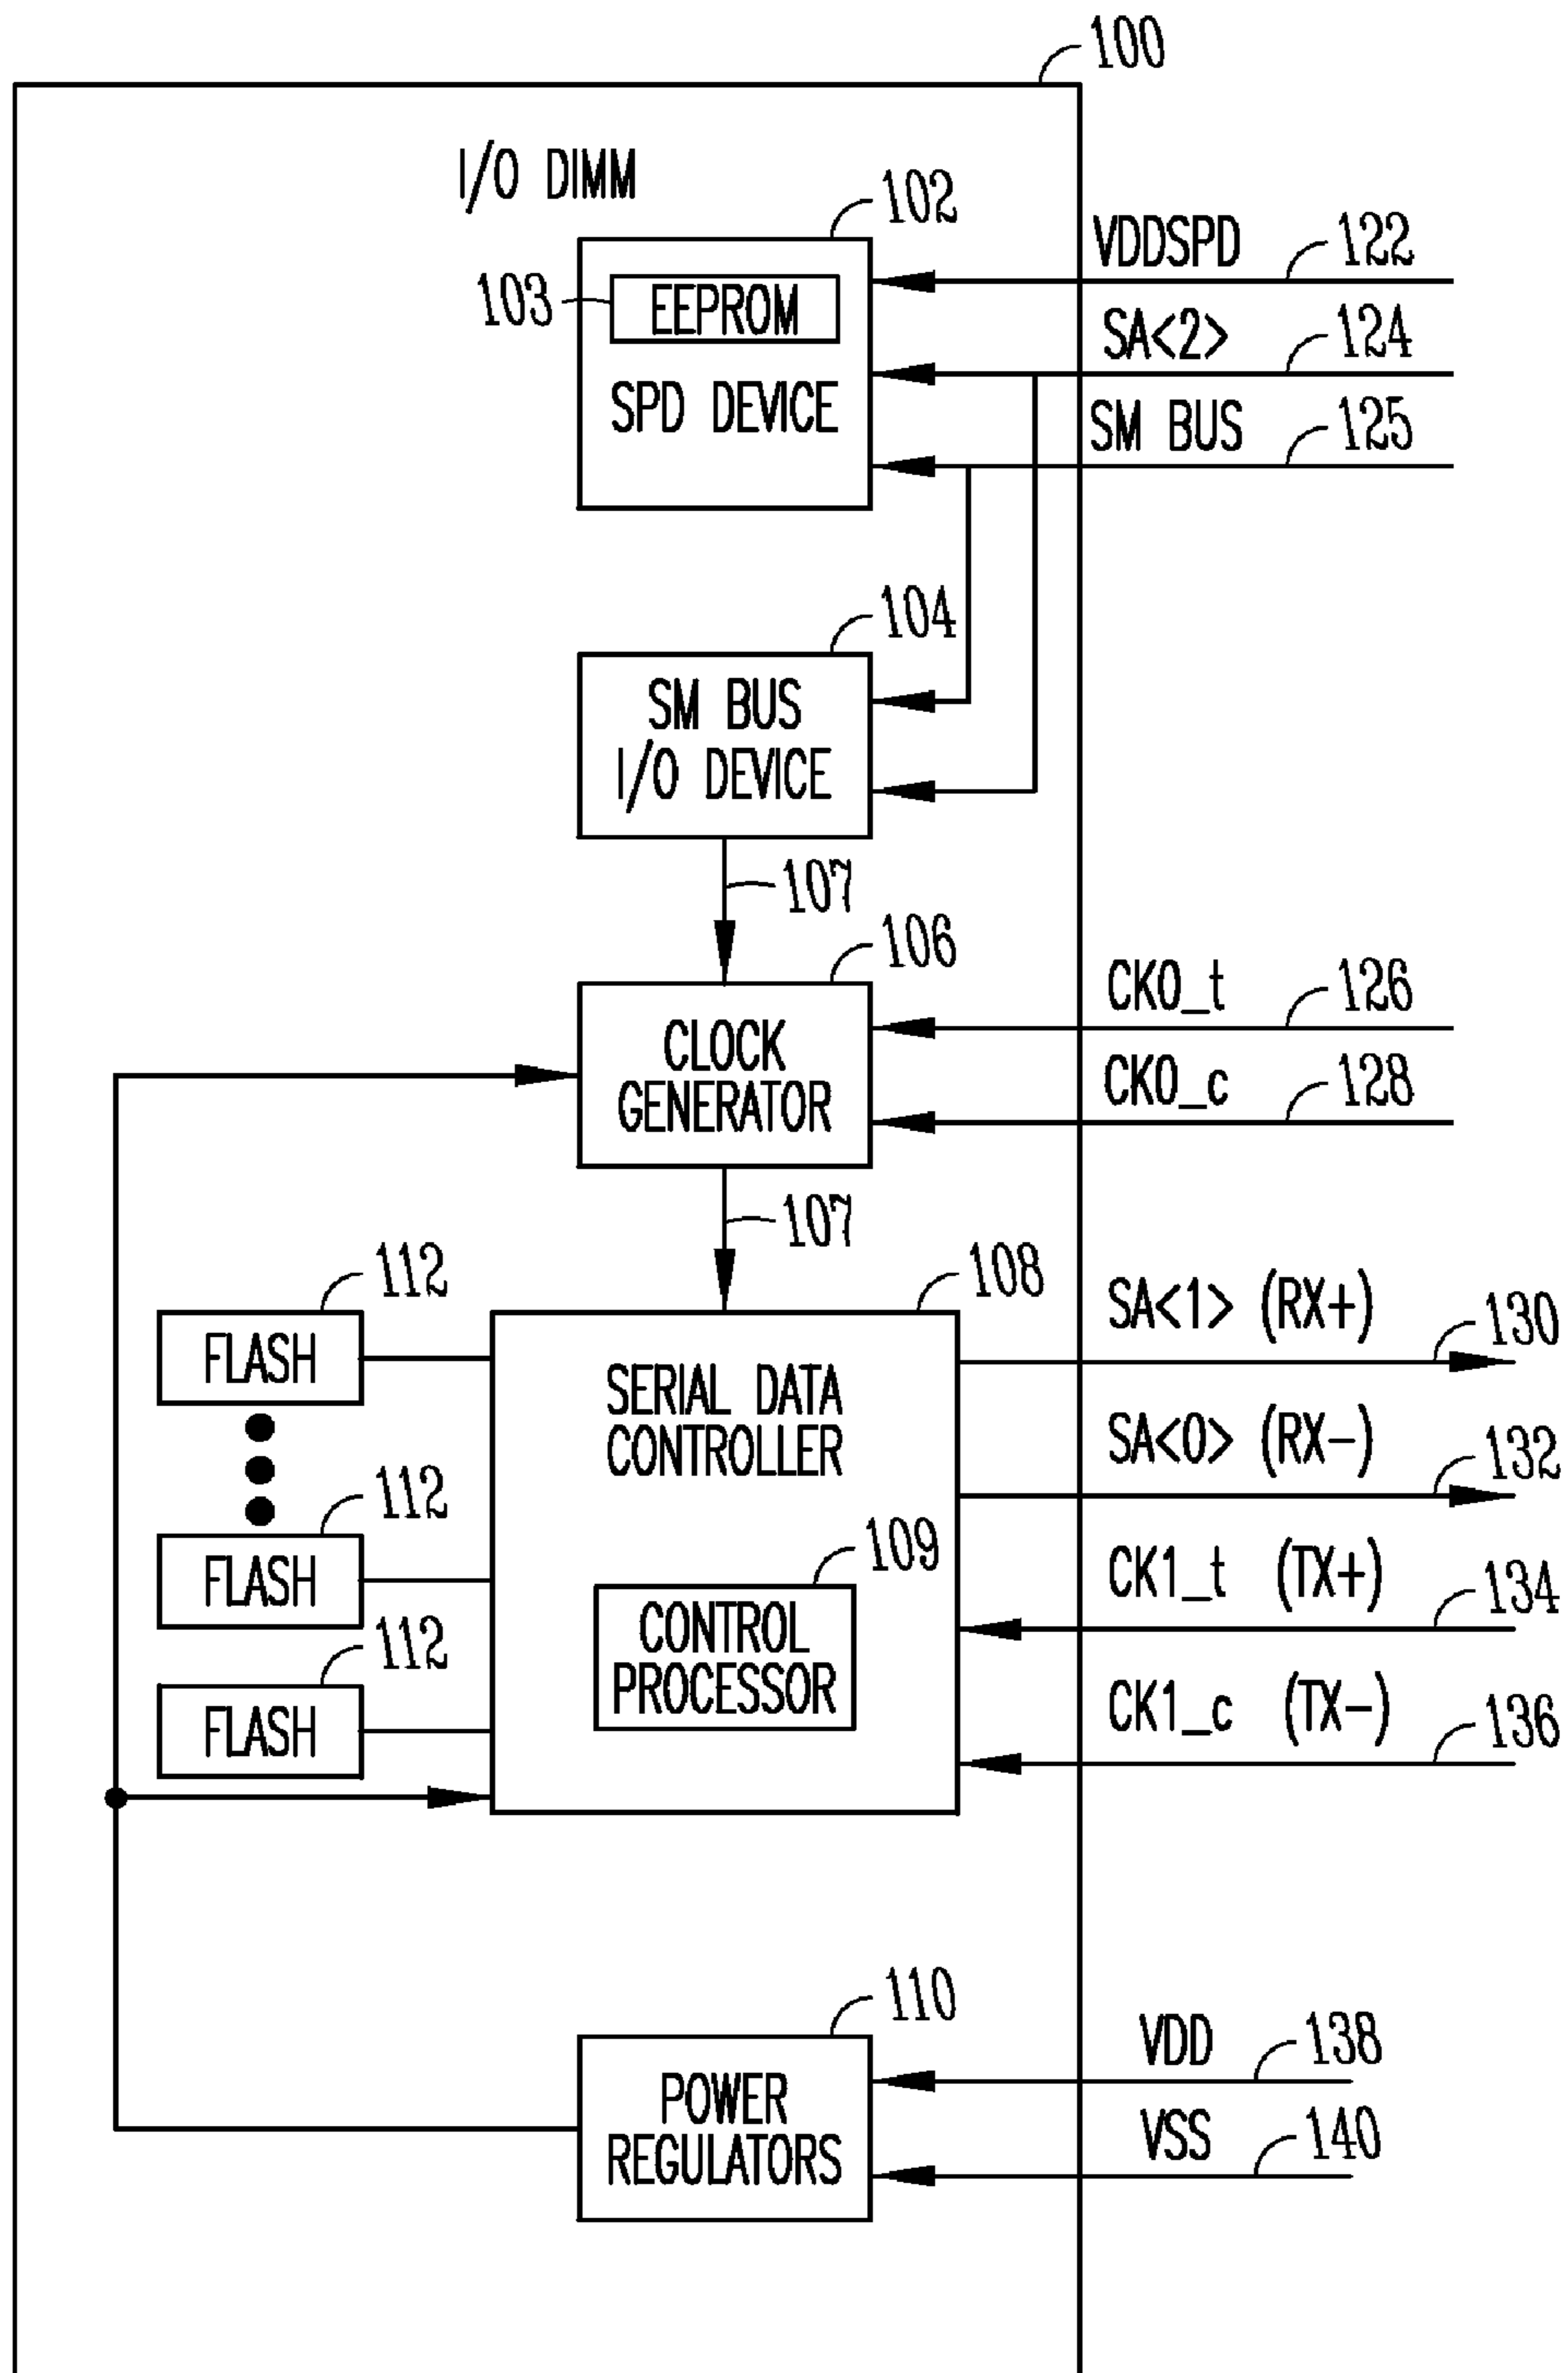 100
I/O DIMM
102
VDDSPD
122
103
EEPROM
SA<2>
124
SPD DEVICE
SM BUS
125
104
SM BUS
I/O DEVICE
107
106
CK0_t
126
CLOCK
GENERATOR
CK0_c
128
107
112
108
SA<1> (RX+)
130
FLASH
SERIAL DATA
CONTROLLER
SA<0> (RX-)
132
112
FLASH
109
CK1_t (TX+)
134
112
CONTROL
PROCESSOR
FLASH
CK1_c (TX-)
136
110
VDD
138
POWER
REGULATORS
VSS
140